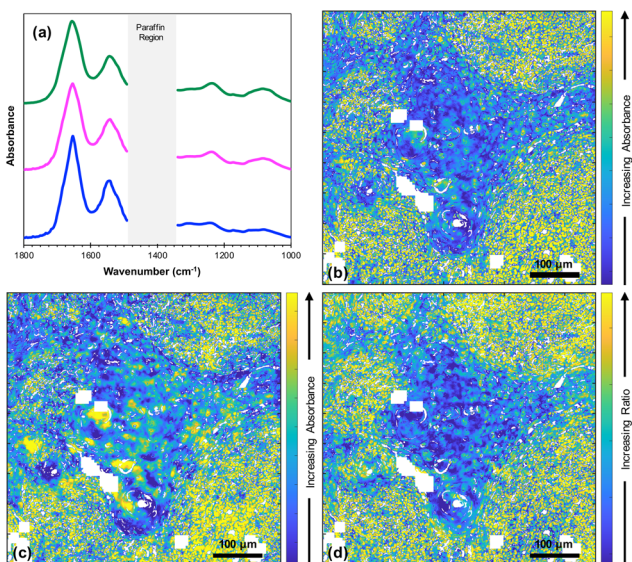 (a)
Paraffin
Region
Absorbance
1800
1600
1400
1200
1000
Wavenumber (cm⁻¹)
Increasing Absorbance
100 µm
(b)
Increasing Absorbance
100 µm
(c)
Increasing Ratio
100 µm
(d)